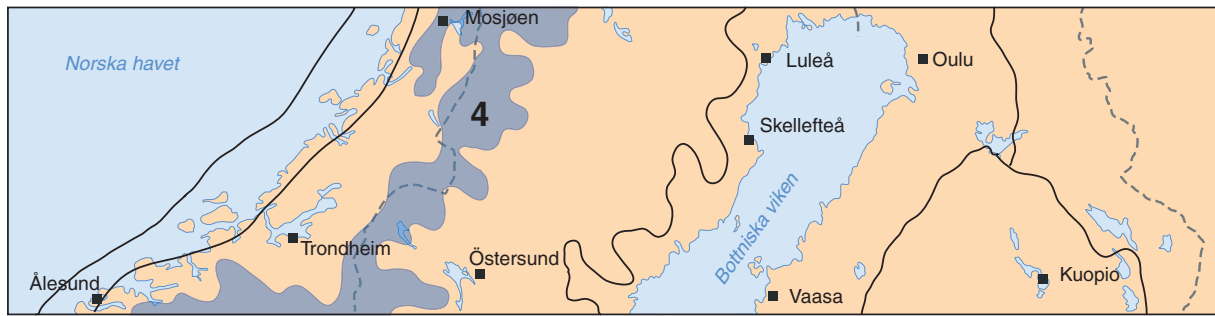 Mosjøen
Norska havet
Luleå
Oulu
4
Skellefteå
Bottniska viken
Trondheim
Östersund
Ålesund
Kuopio
Vaasa